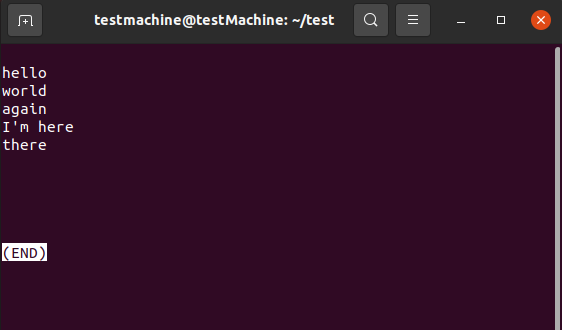 testmachine@testMachine: ~/test
hello
world
again
I'm here
there
(END)